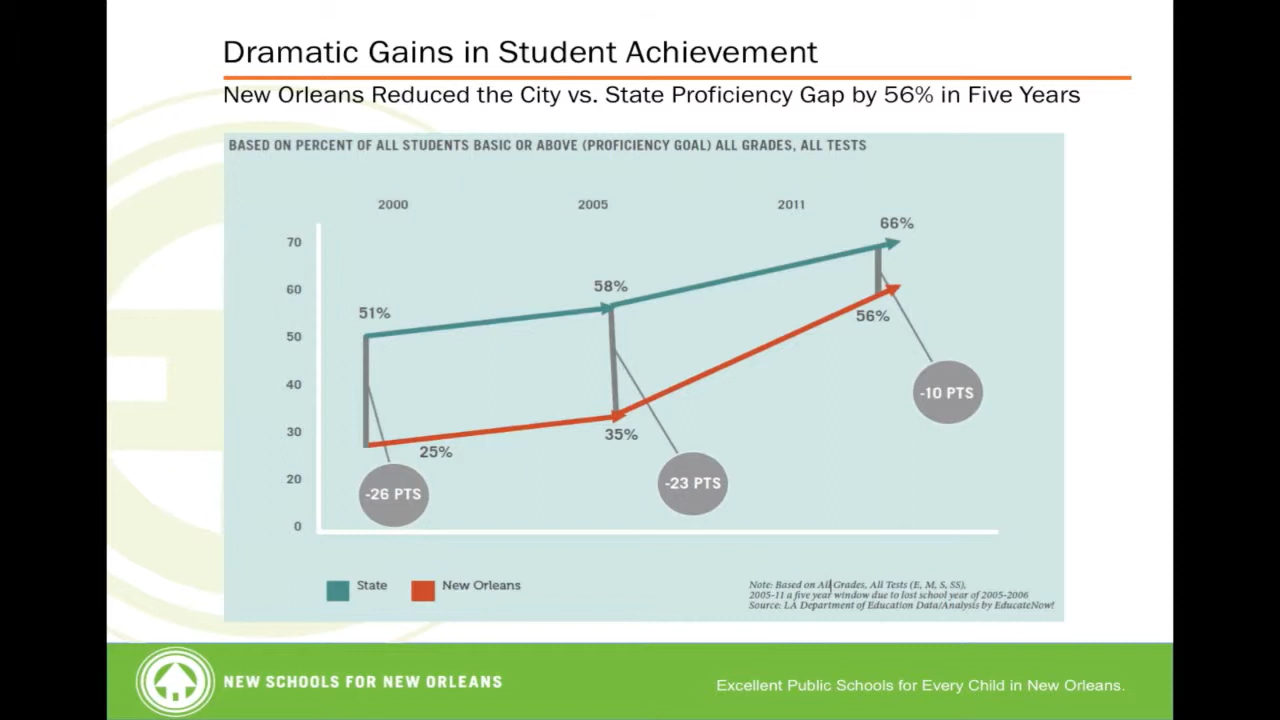 Dramatic Gains in Student Achievement
New Orleans Reduced the City vs. State Proficiency Gap by 56% in Five Years
BASED ON PERCENT OF ALL STUDENTS BASIC OR ABOVE (PROFICIENCY GOAL) ALL GRADES, ALL TESTS
2000 2005 2011
66%
70
60
58%
51%
56%
50
40
-10 PTS
30
35%
25%
20
-23 PTS
-26 PTS
0
State New Orleans
Note: Based on All Grades, All Tests (E, M, S, SS),
2005-11 a five year window due to lost school year of 2005-2006
Source: LA Department of Education Data/Analysis by EducateNow!
NEW SCHOOLS FOR NEW ORLEANS
Excellent Public Schools for Every Child in New Orleans.